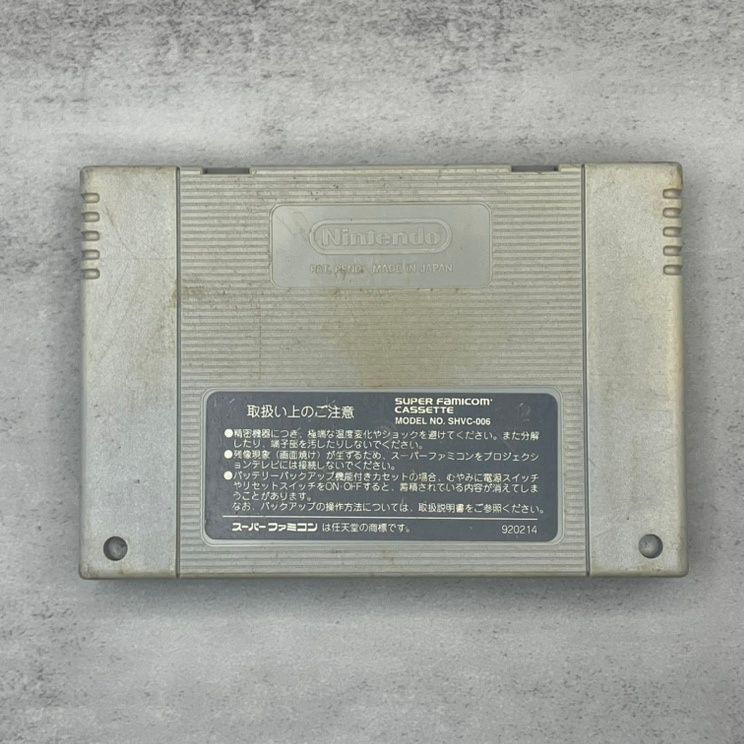 Nintendo
PAT. PEND. MADE IN JAPAN
取扱い上のご注意
SUPER FAMICOM
CASSETTE
MODEL NO. SHVC-006
●精密機器につき、極端な温度変化やショックを避けてください。また分解
したり、端子部を汚したりしないでください。
●残像現象（画面焼け）が生ずるため、スーパーファミコンをプロジェクシ
ョンテレビには接続しないでください。
●バッテリーバックアップ機能付きカセットの場合、むやみに電源スイッチ
やリセットスイッチをON・OFFすると、蓄積されている内容が消えてしま
うことがあります。
なお、バックアップの操作方法については、取扱説明書をご参照ください。
スーパーファミコン は任天堂の商標です。 920214